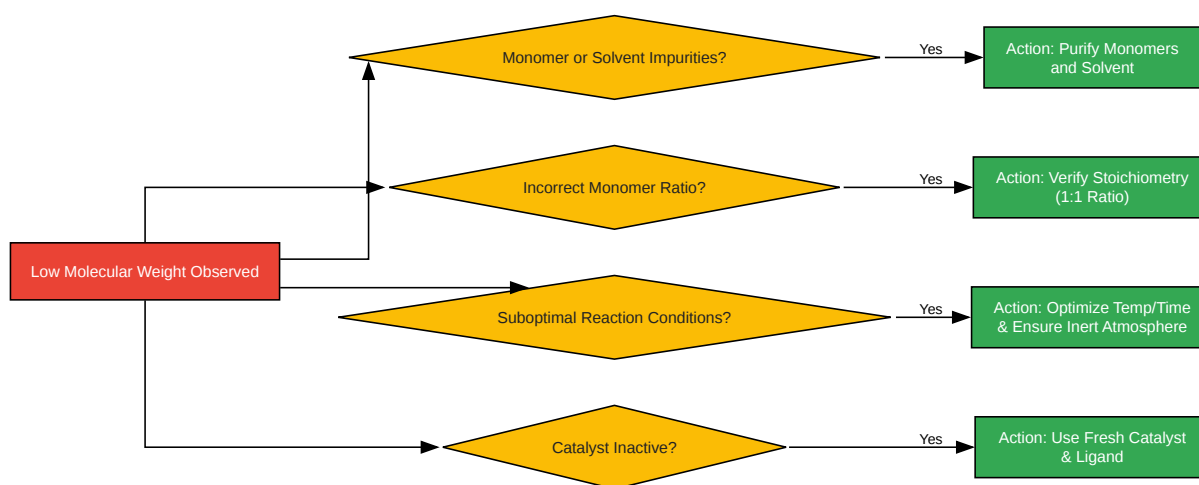 Monomer or Solvent Impurities?
Yes
Action: Purify Monomers
and Solvent
Incorrect Monomer Ratio?
Yes
Action: Verify Stoichiometry
(1:1 Ratio)
Low Molecular Weight Observed
Suboptimal Reaction Conditions?
Yes
Action: Optimize Temp/Time
& Ensure Inert Atmosphere
Catalyst Inactive?
Yes
Action: Use Fresh Catalyst
& Ligand